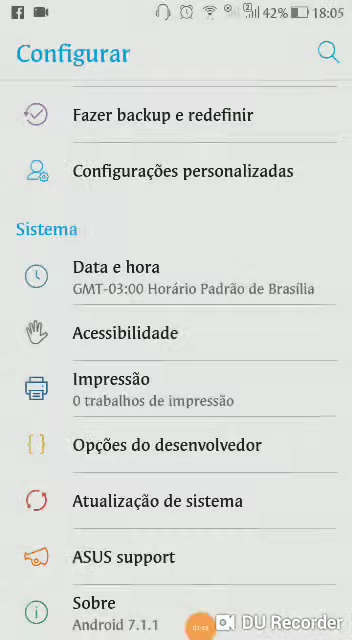 42% 18:05
Configurar
Fazer backup e redefinir
Configurações personalizadas
Sistema
Data e hora
GMT-03:00 Horário Padrão de Brasília
Acessibilidade
Impressão
0 trabalhos de impressão
Opções do desenvolvedor
Atualização de sistema
ASUS support
Sobre
Android 7.1.1
DU Recorder